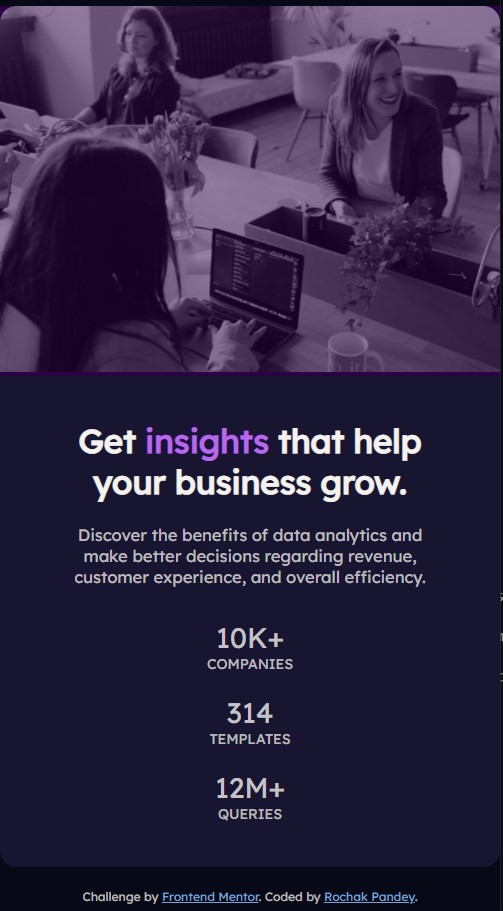 Get insights that help
your business grow.
Discover the benefits of data analytics and
make better decisions regarding revenue,
customer experience, and overall efficiency.
10K+
COMPANIES
314
TEMPLATES
12M+
QUERIES
Challenge by Frontend Mentor. Coded by Rochak Pandey.